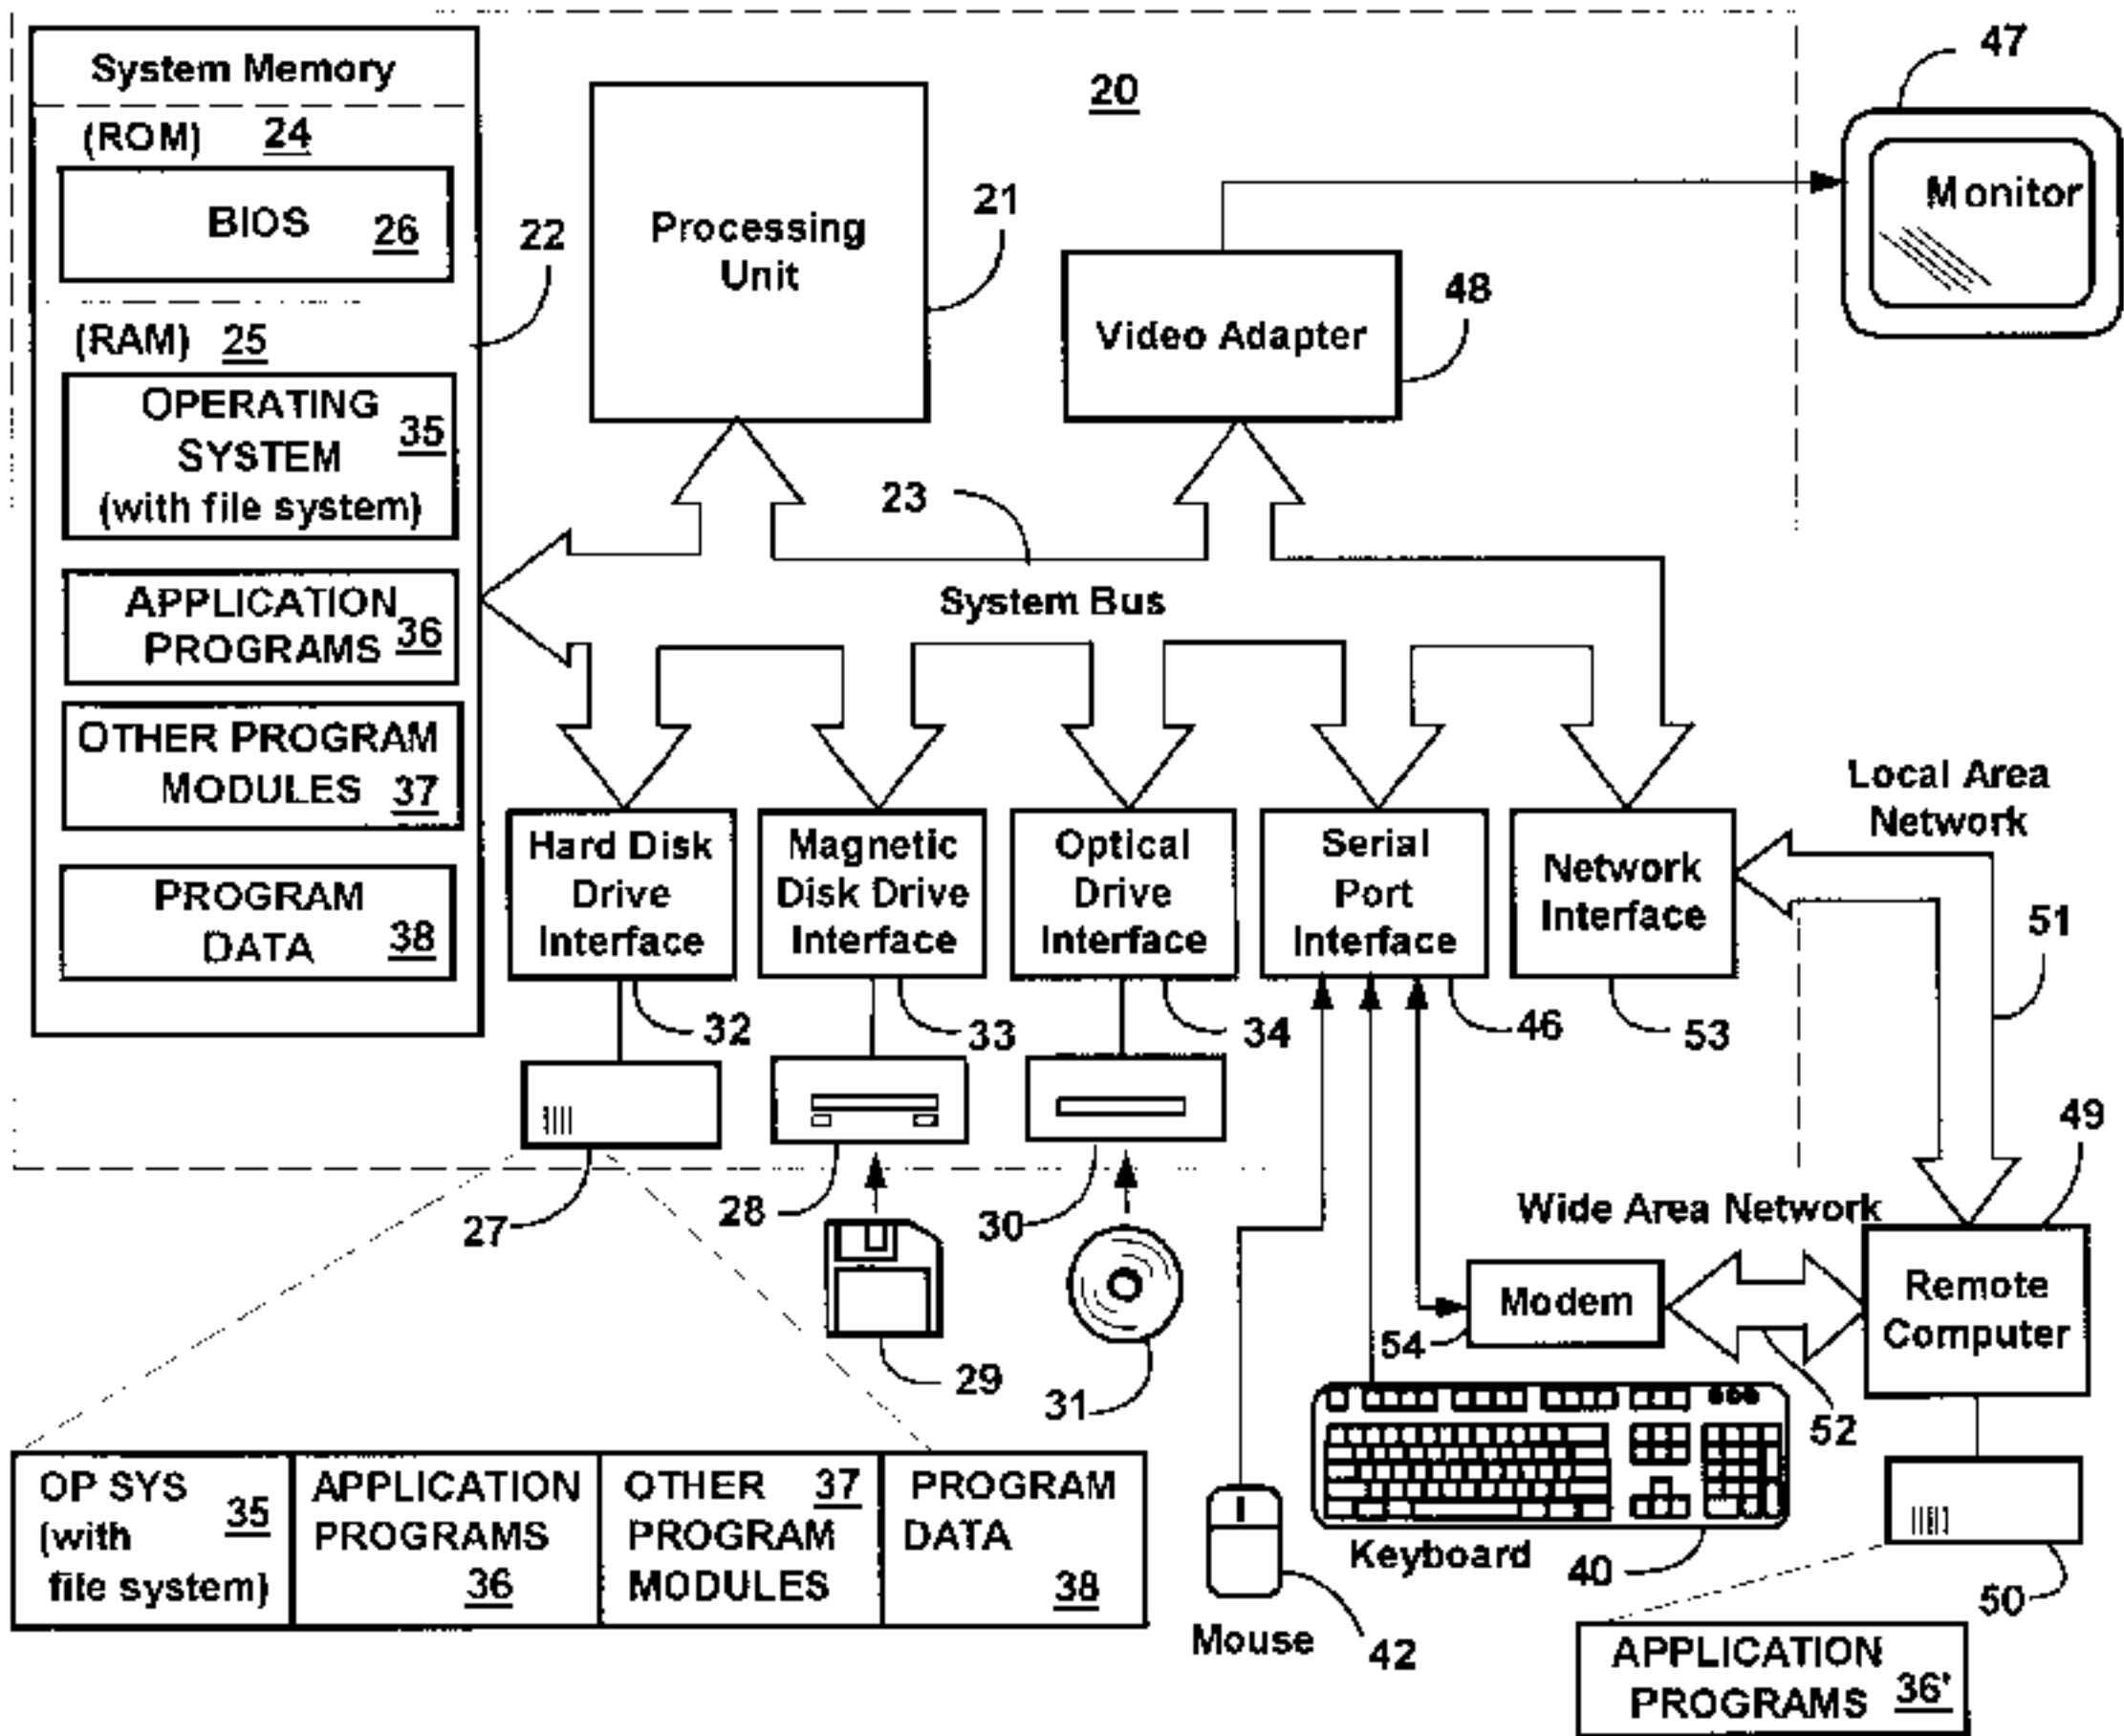 System Memory
(ROM) 24
BIOS 26
22
(RAM) 25
OPERATING
SYSTEM 35
(with file system)
APPLICATION
PROGRAMS 36
OTHER PROGRAM
MODULES 37
PROGRAM
DATA 38
Processing
Unit
21
20
Video Adapter
48
47
Monitor
23
System Bus
Hard Disk
Drive
Interface
32
Magnetic
Disk Drive
Interface
33
Optical
Drive
Interface
34
Serial
Port
Interface
46
Network
Interface
53
Local Area
Network
51
49
27
28
29
30
31
Wide Area Network
Modem
54
52
Remote
Computer
50
Keyboard
40
Mouse
42
OP SYS 35
(with
file system)
APPLICATION
PROGRAMS
36
OTHER 37
PROGRAM
MODULES
PROGRAM
DATA
38
APPLICATION
PROGRAMS 36'